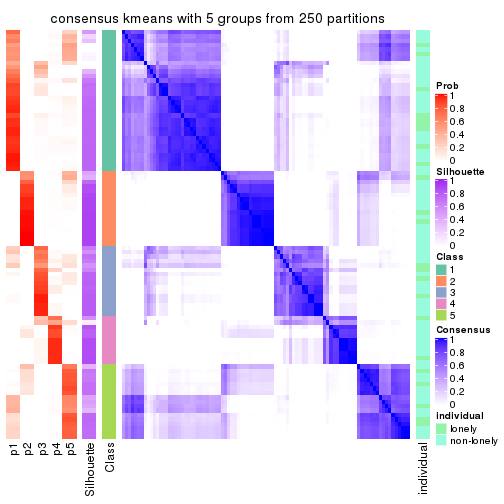 consensus kmeans with 5 groups from 250 partitions
p1
p2
p3
p4
p5
Silhouette
Class
individual
Prob
1
0.8
0.6
0.4
0.2
0
Silhouette
1
0.8
0.6
0.4
0.2
0
Class
1
2
3
4
5
Consensus
1
0.8
0.6
0.4
0.2
0
individual
lonely
non-lonely